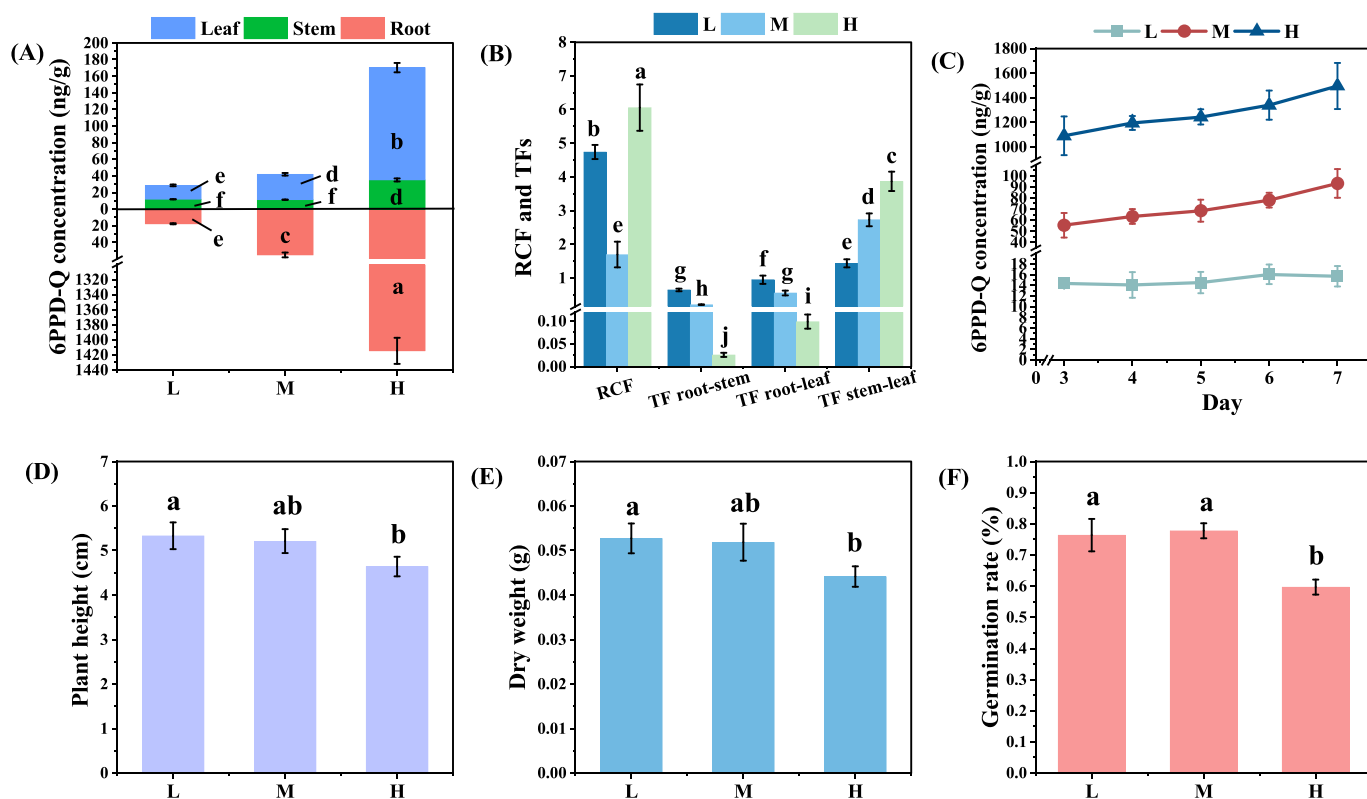 (A)
Leaf Stem Root
6PPD-Q concentration (ng/g)
200
180
160
140
120
100
80
60
40
20
0
20
40
1320
1340
1360
1380
1400
1420
1440
e
f
e
d
f
c
b
d
a
L M H
(B)
L M H
RCF and TFs
8
7
6
5
4
3
2
1
0.10
0.05
0.00
b
e
a
g
h
j
f
g
i
e
d
c
RCF TF root-stem TF root-leaf TF stem-leaf
(C)
L M H
6PPD-Q concentration (ng/g)
1800
1600
1400
1200
1000
100
90
80
70
60
50
40
18
16
14
12
10
8
6
4
2
0
0 3 4 5 6 7
Day
(D)
Plant height (cm)
7
6
5
4
3
2
1
0
a ab b
L M H
(E)
Dry weight (g)
0.07
0.06
0.05
0.04
0.03
0.02
0.01
0.00
a ab b
L M H
(F)
Germination rate (%)
1.0
0.9
0.8
0.7
0.6
0.5
0.4
0.3
0.2
0.1
0.0
a a b
L M H